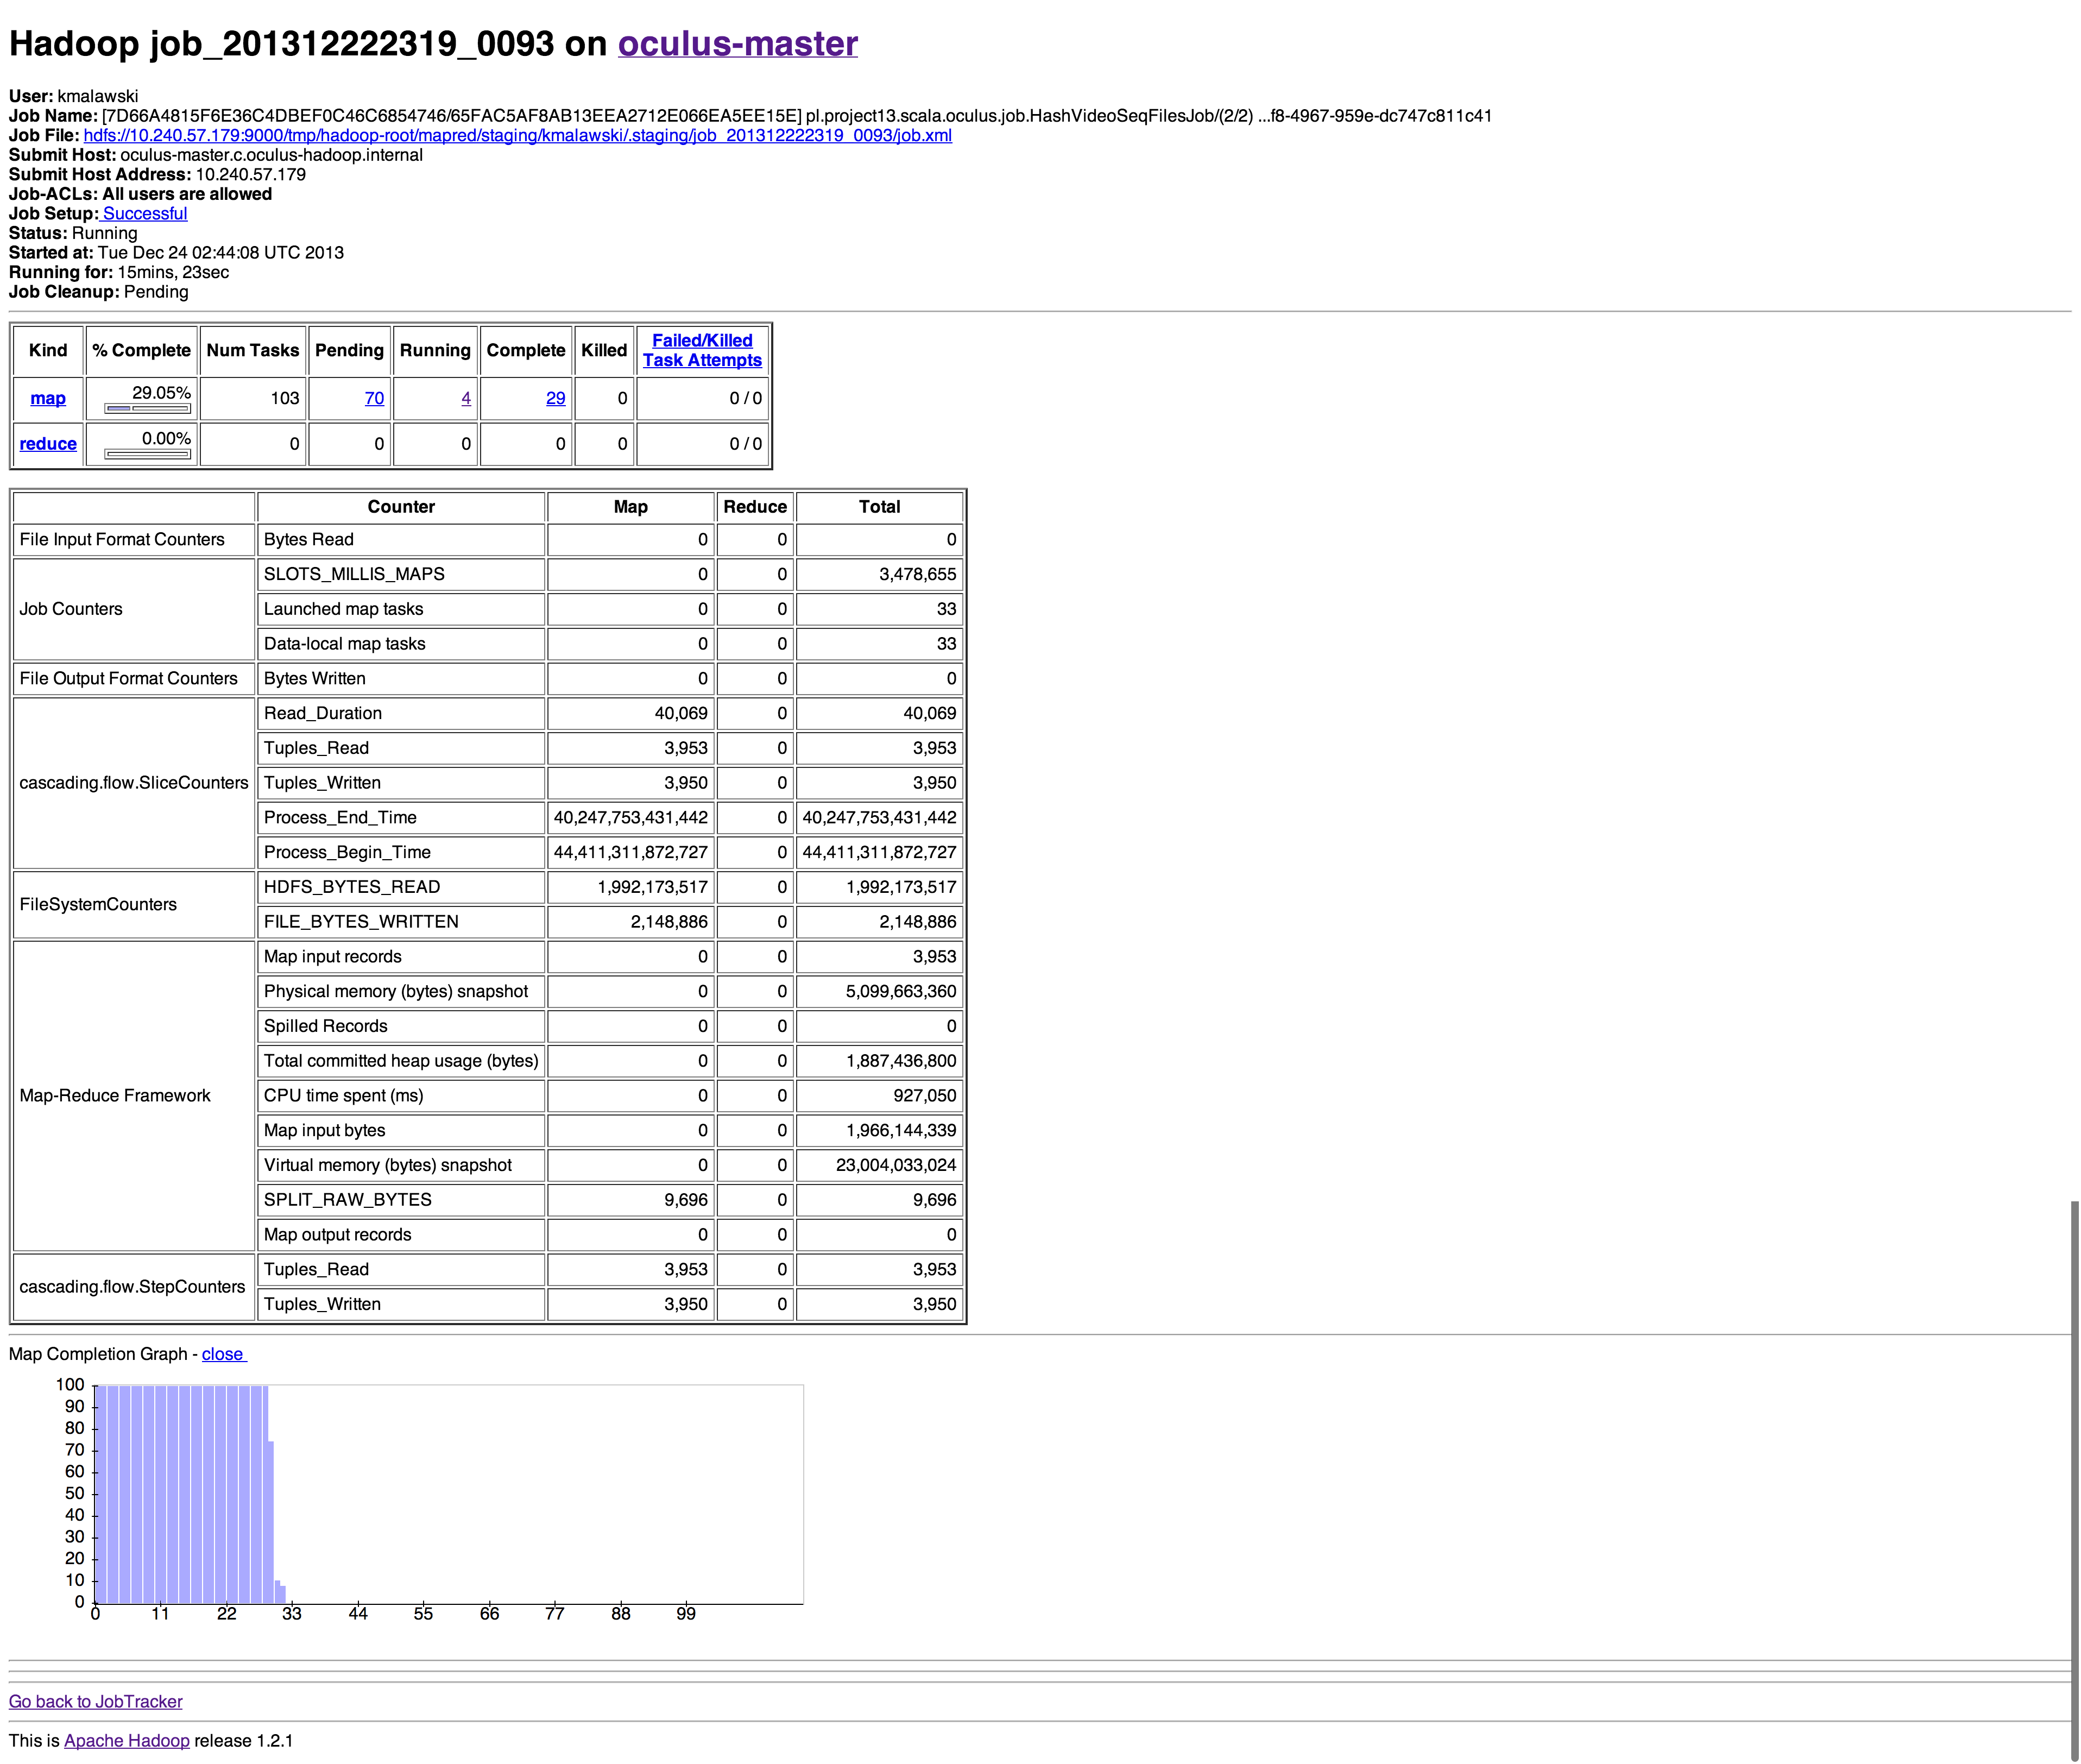 Hadoop job_201312222319_0093 on oculus-master
User: kmalawski
Job Name: [7D66A4815F6E36C4DBEF0C46C6854746/65FAC5AF8AB13EEA2712E066EA5EE15E] pl.project13.scala.oculus.job.HashVideoSeqFilesJob/(2/2) ...f8-4967-959e-dc747c811c41
Job File: hdfs://10.240.57.179:9000/tmp/hadoop-root/mapred/staging/kmalawski/.staging/job_201312222319_0093/job.xml
Submit Host: oculus-master.c.oculus-hadoop.internal
Submit Host Address: 10.240.57.179
Job-ACLs: All users are allowed
Job Setup: Successful
Status: Running
Started at: Tue Dec 24 02:44:08 UTC 2013
Running for: 15mins, 23sec
Job Cleanup: Pending
Kind % Complete Num Tasks Pending Running Complete Killed Failed/Killed Task Attempts
map 29.05% 103 70 4 29 0 0 / 0
reduce 0.00% 0 0 0 0 0 0 / 0
Counter Map Reduce Total
File Input Format Counters Bytes Read 0 0 0
Job Counters SLOTS_MILLIS_MAPS 0 0 3,478,655
Launched map tasks 0 0 33
Data-local map tasks 0 0 33
File Output Format Counters Bytes Written 0 0 0
cascading.flow.SliceCounters Read_Duration 40,069 0 40,069
Tuples_Read 3,953 0 3,953
Tuples_Written 3,950 0 3,950
Process_End_Time 40,247,753,431,442 0 40,247,753,431,442
Process_Begin_Time 44,411,311,872,727 0 44,411,311,872,727
FileSystemCounters HDFS_BYTES_READ 1,992,173,517 0 1,992,173,517
FILE_BYTES_WRITTEN 2,148,886 0 2,148,886
Map-Reduce Framework Map input records 0 0 3,953
Physical memory (bytes) snapshot 0 0 5,099,663,360
Spilled Records 0 0 0
Total committed heap usage (bytes) 0 0 1,887,436,800
CPU time spent (ms) 0 0 927,050
Map input bytes 0 0 1,966,144,339
Virtual memory (bytes) snapshot 0 0 23,004,033,024
SPLIT_RAW_BYTES 9,696 0 9,696
Map output records 0 0 0
cascading.flow.StepCounters Tuples_Read 3,953 0 3,953
Tuples_Written 3,950 0 3,950
Map Completion Graph - close
100
90
80
70
60
50
40
30
20
10
0
0 11 22 33 44 55 66 77 88 99
Go back to JobTracker
This is Apache Hadoop release 1.2.1